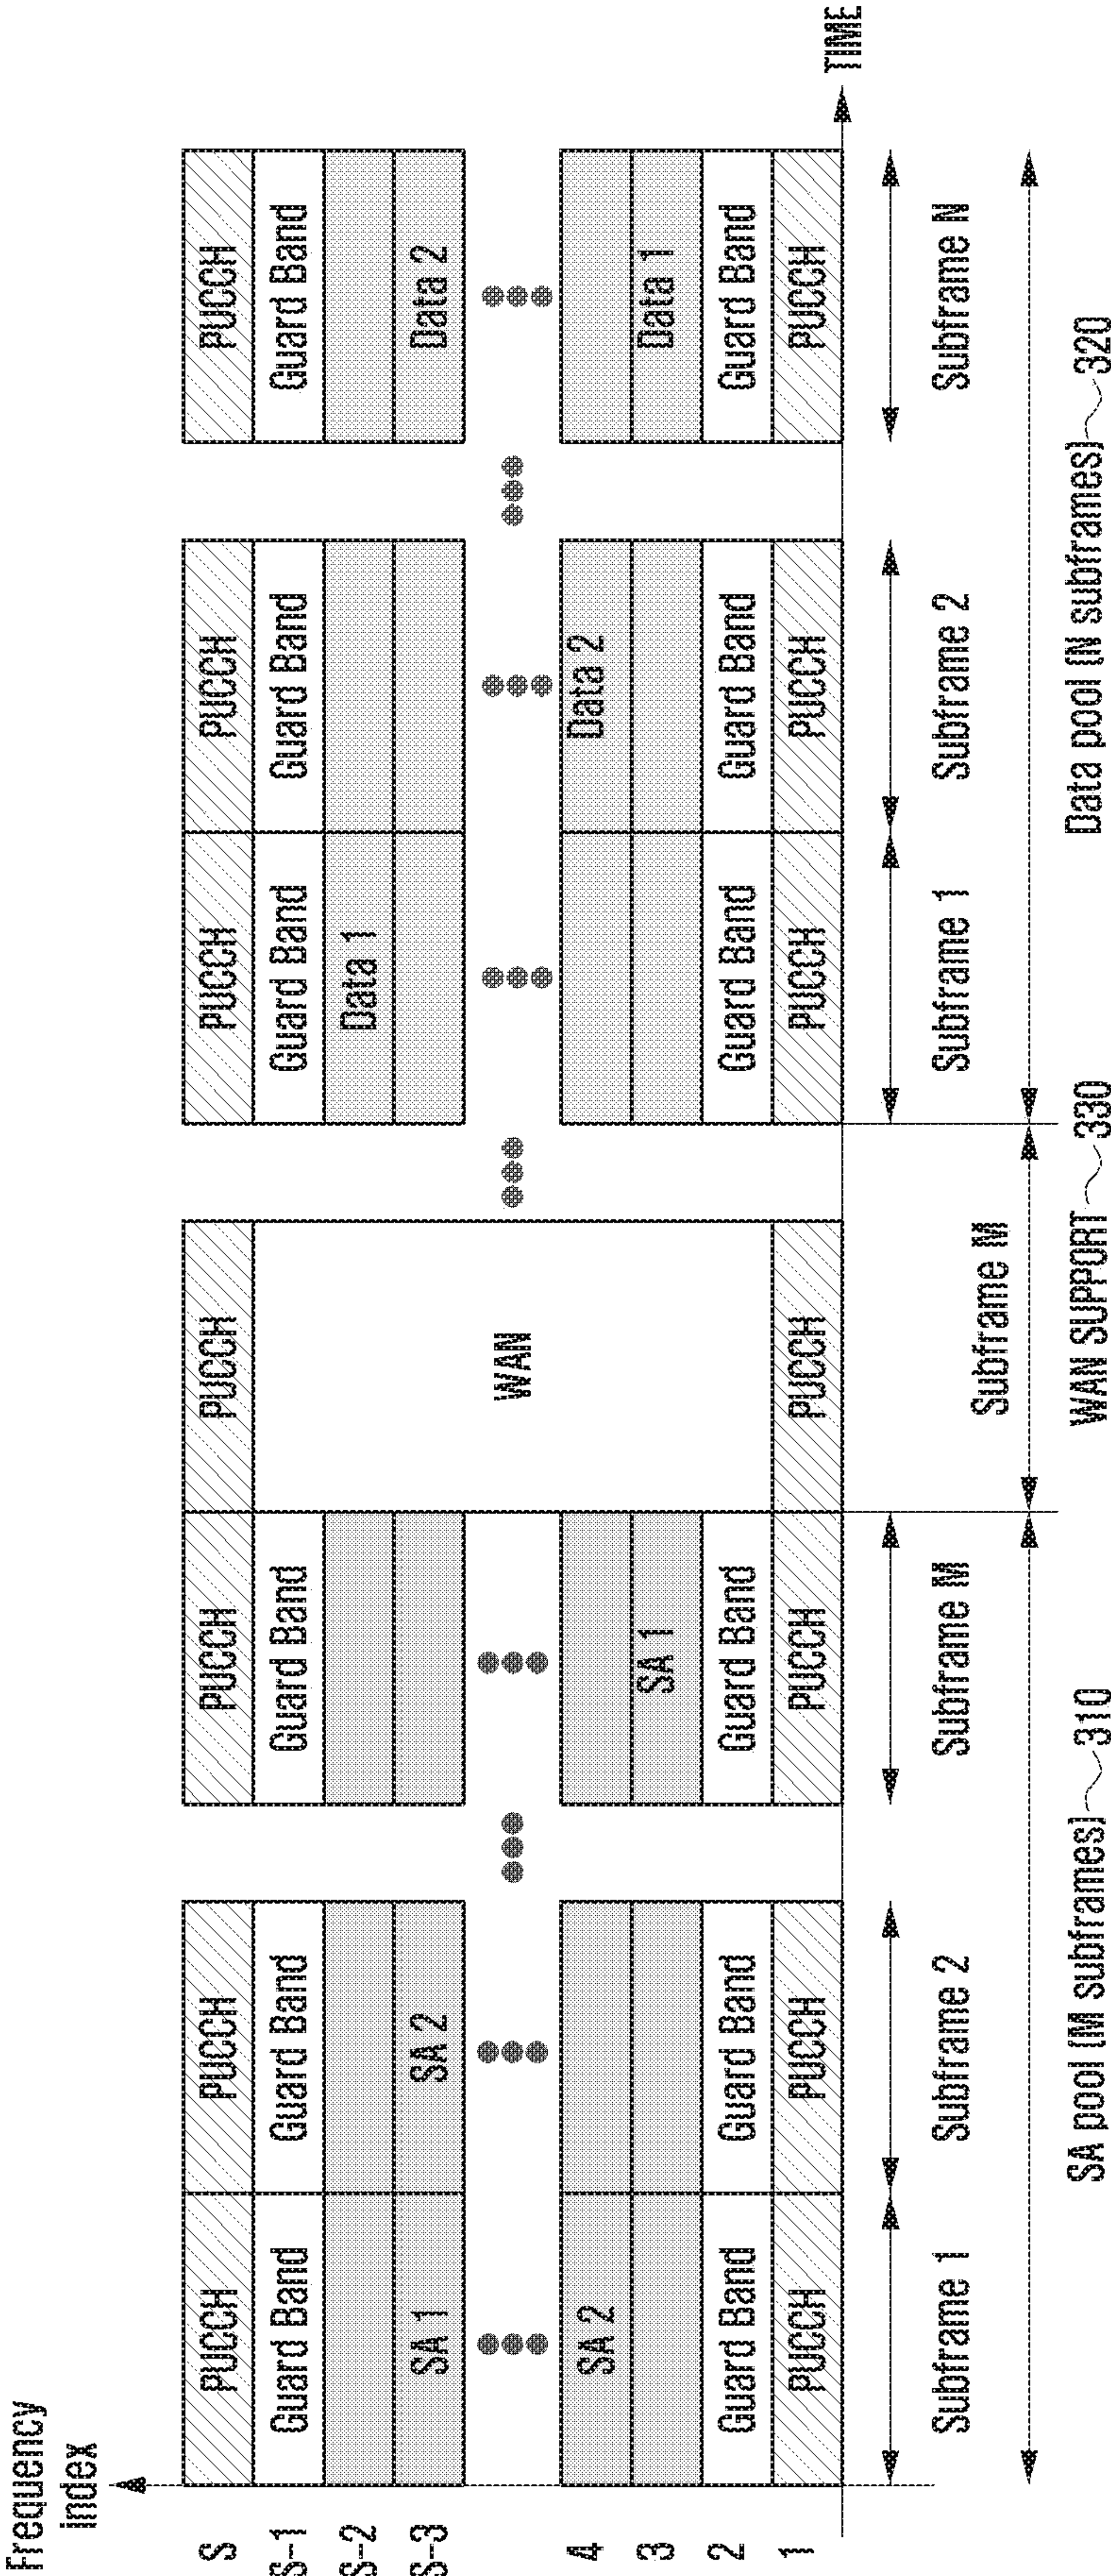 Frequency
index
S PUCCH PUCCH PUCCH PUCCH PUCCH PUCCH PUCCH
S-1 Guard Band Guard Band Guard Band Guard Band Guard Band Guard Band
S-2 Data 1
S-3 SA 1 SA 2 Data 2
WAN
4 SA 2 Data 2
3 SA 1 Data 1
2 Guard Band Guard Band Guard Band Guard Band Guard Band Guard Band
1 PUCCH PUCCH PUCCH PUCCH PUCCH PUCCH PUCCH
TIME
Subframe 1 Subframe 2 Subframe M Subframe 1 Subframe 2 Subframe N
Subframe M
SA pool (M subframes) 310 WAN SUPPORT 330 Data pool (N subframes) 320